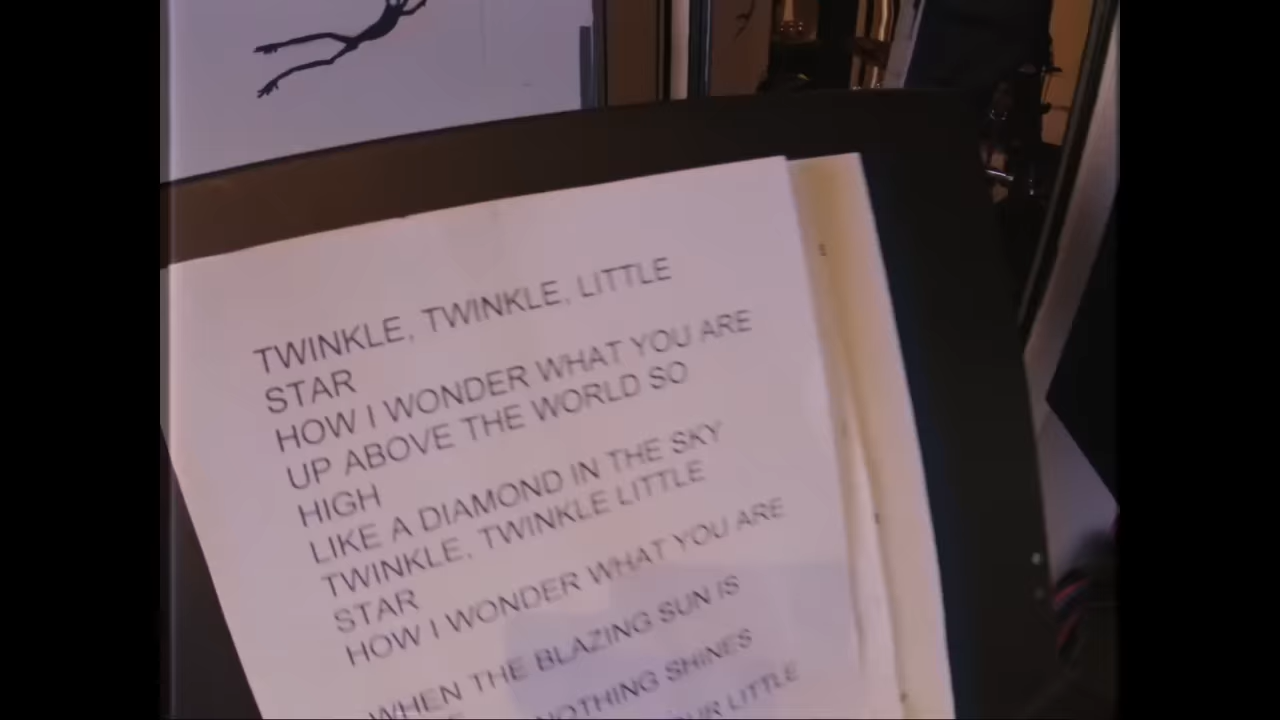 TWINKLE, TWINKLE, LITTLE
STAR
HOW I WONDER WHAT YOU ARE
UP ABOVE THE WORLD SO
HIGH
LIKE A DIAMOND IN THE SKY
TWINKLE, TWINKLE LITTLE
STAR
HOW I WONDER WHAT YOU ARE
WHEN THE BLAZING SUN IS
NOTHING SHINES
LITTLE